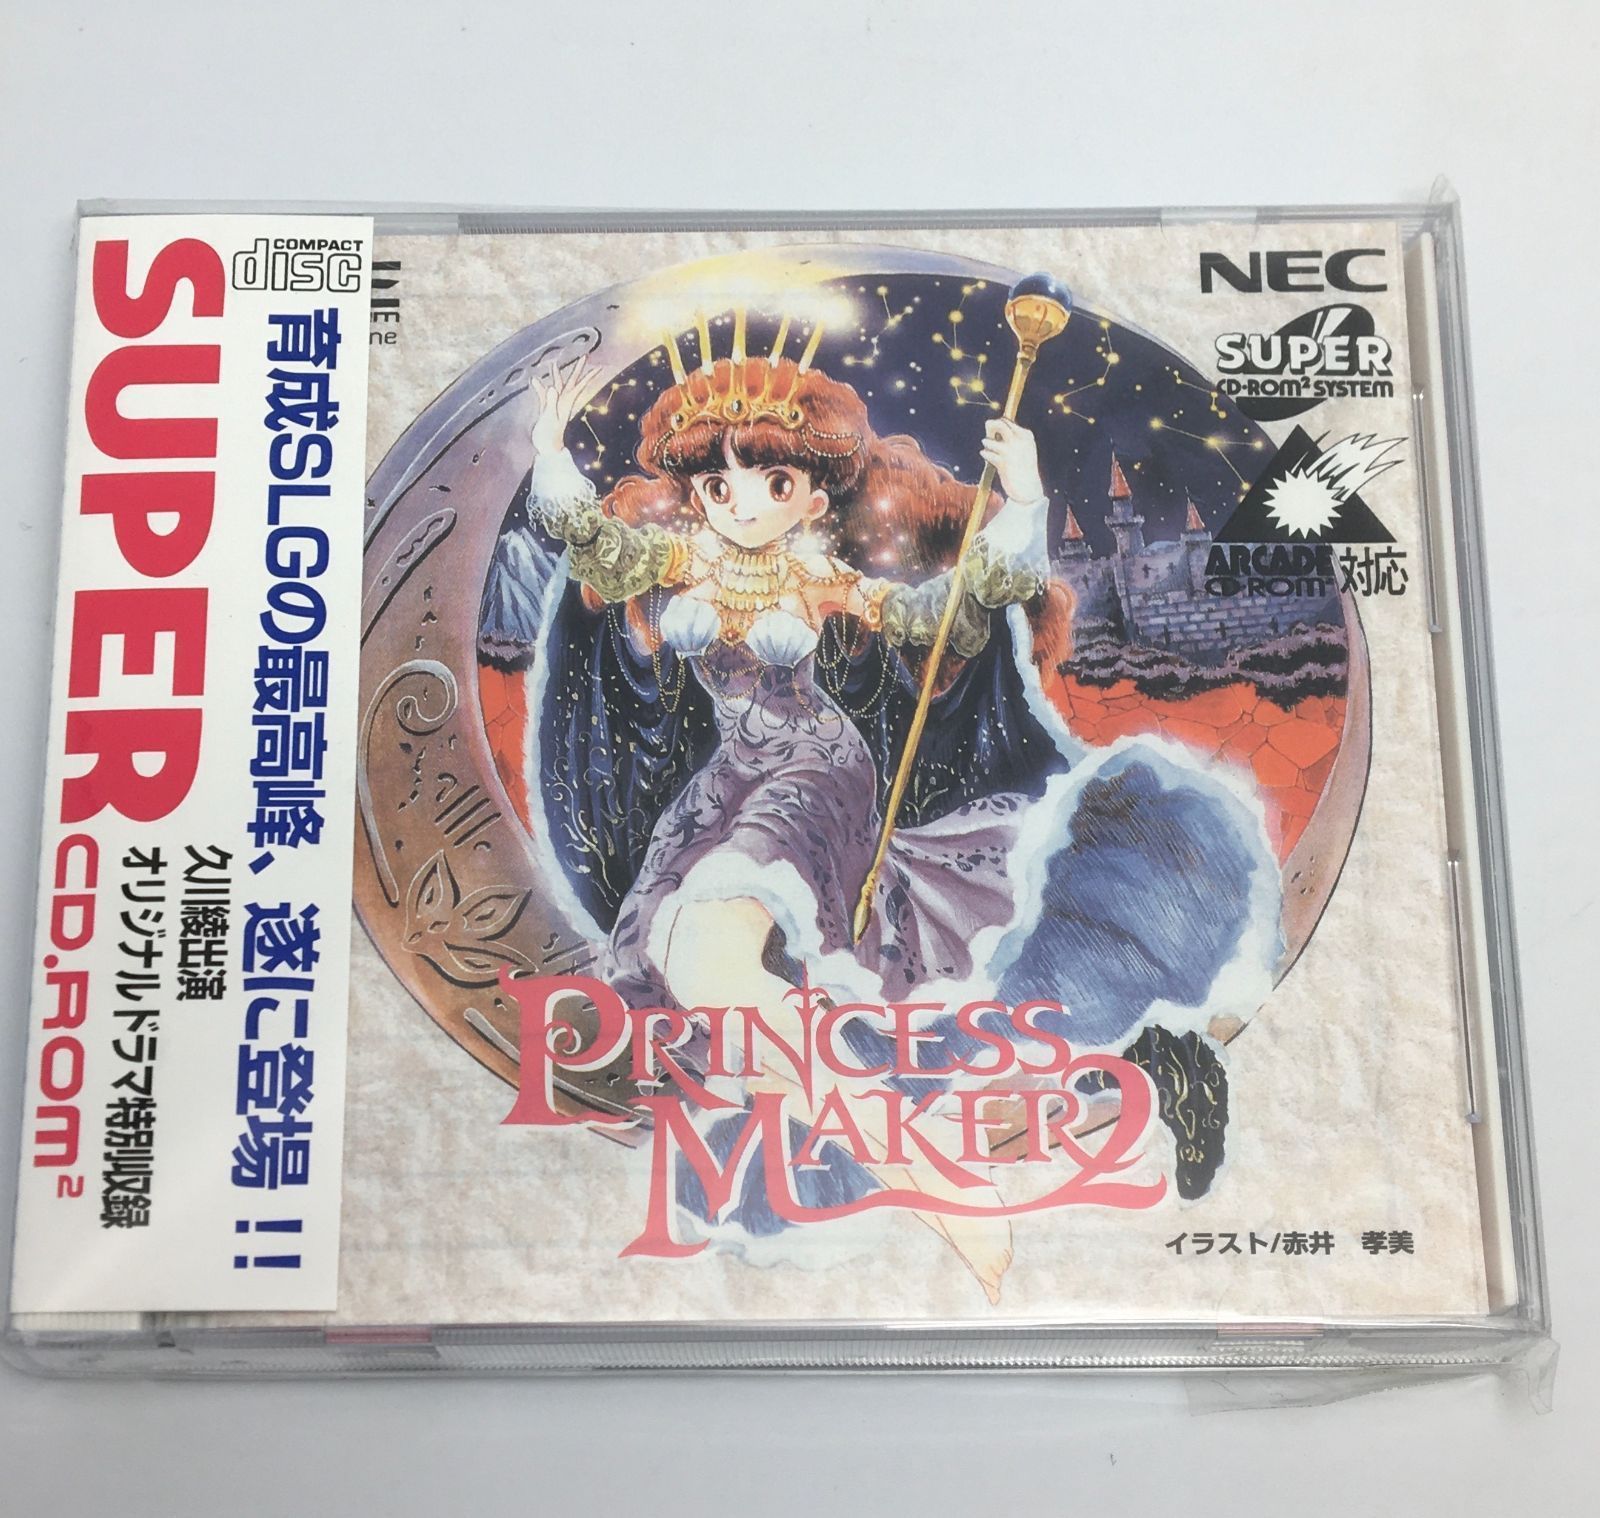 COMPACT
disc
SUPER
CD.ROM²
育成SLGの最高峰、遂に登場!!
久川綾出演
オリジナルドラマ特別収録
NEC
SUPER
CD-ROM² SYSTEM
ARCADE
CD-ROM²
対応
PRINCESS
MAKER2
イラスト/赤井 孝美